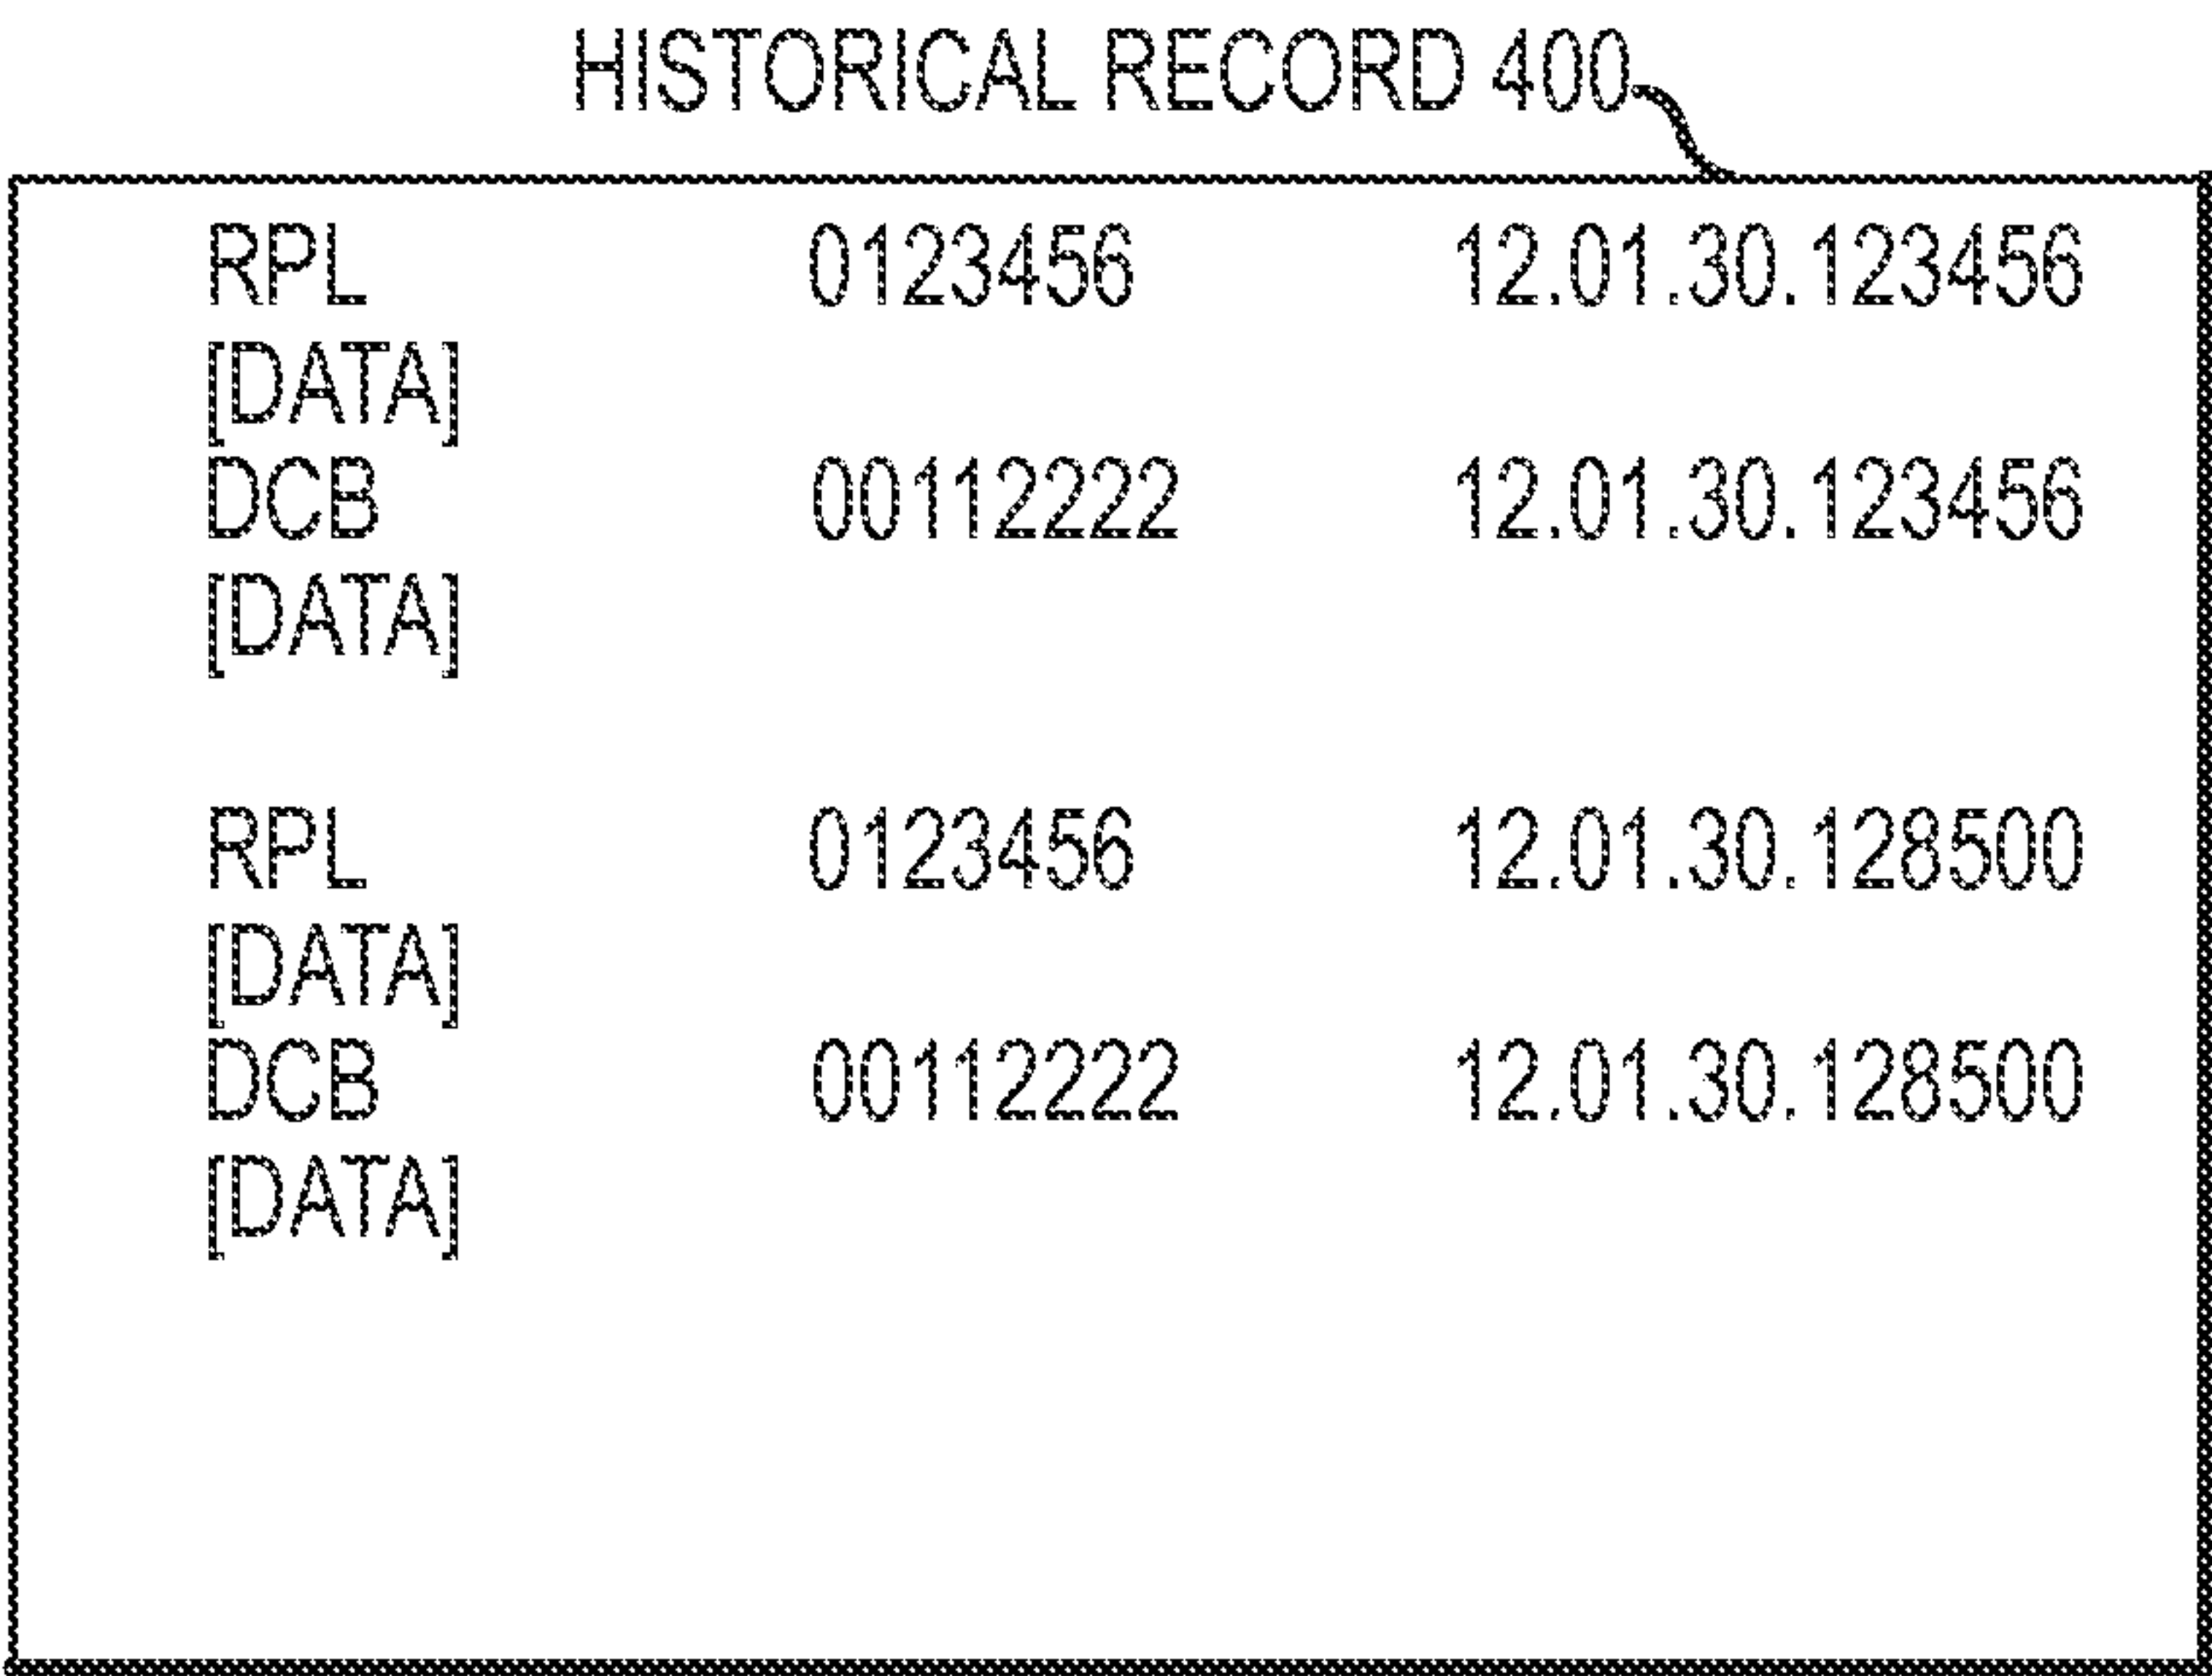 HISTORICAL RECORD 400
RPL 0123456 12.01.30.123456
[DATA]
DCB 00112222 12.01.30.123456
[DATA]
RPL 0123456 12.01.30.128500
[DATA]
DCB 00112222 12.01.30.128500
[DATA]